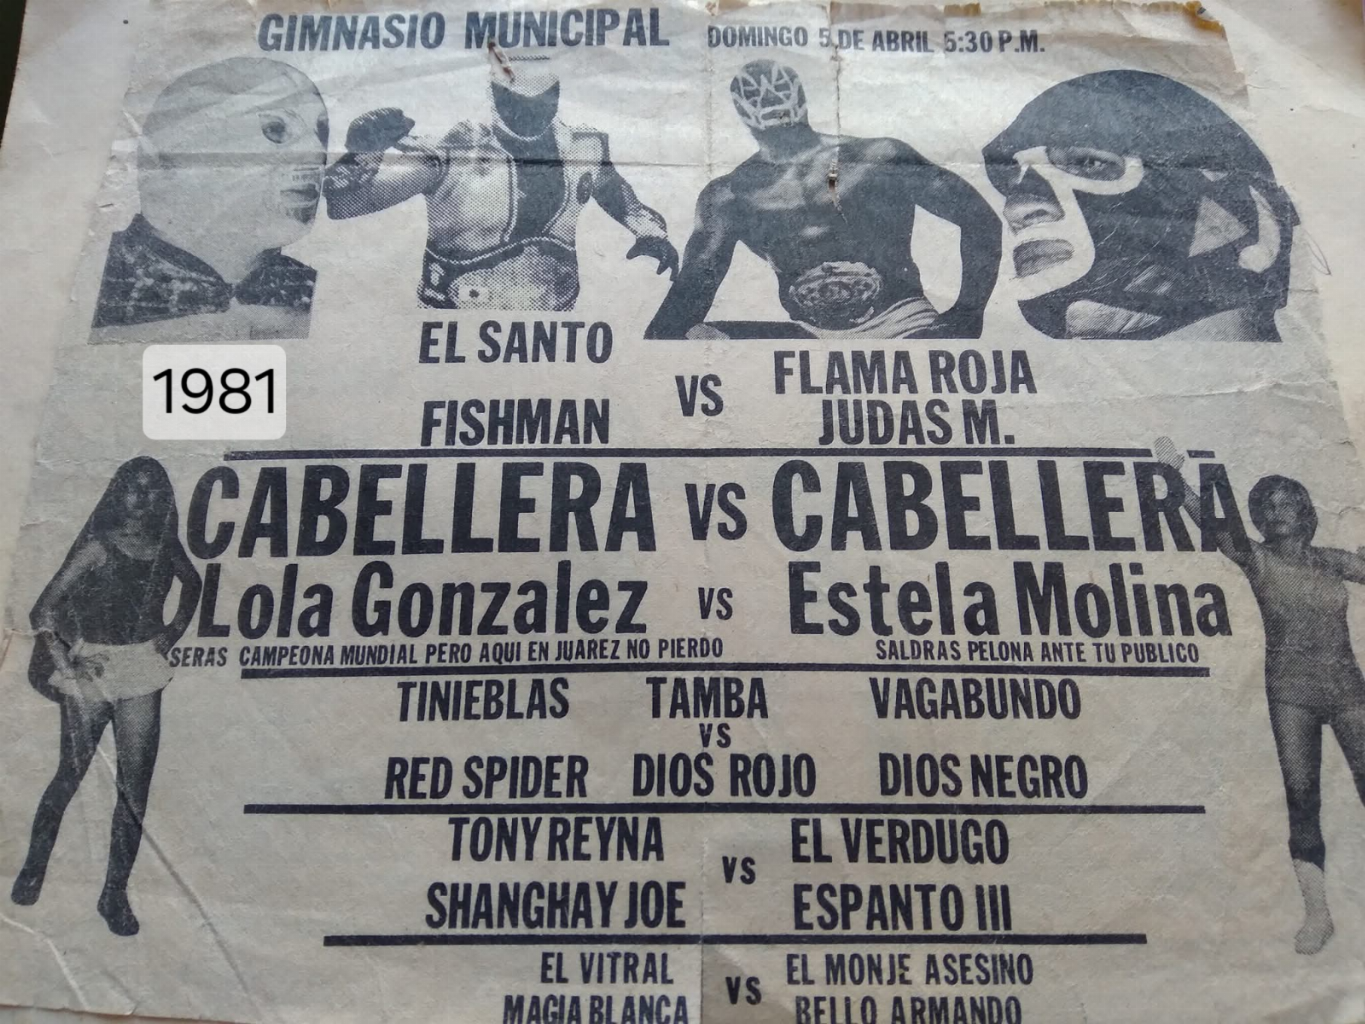 GIMNASIO MUNICIPAL DOMINGO 5 DE ABRIL 5:30 P.M.
EL SANTO
FISHMAN
VS
FLAMA ROJA
JUDAS M.
1981
CABELLERA VS CABELLERA
Lola Gonzalez vs Estela Molina
SERAS CAMPEONA MUNDIAL PERO AQUI EN JUAREZ NO PIERDO
SALDRAS PELONA ANTE TU PUBLICO
TINIEBLAS TAMBA VAGABUNDO
VS
RED SPIDER DIOS ROJO DIOS NEGRO
TONY REYNA
SHANGHAY JOE
VS
EL VERDUGO
ESPANTO III
EL VITRAL
MAGIA BLANCA
VS
EL MONJE ASESINO
BELLO ARMANDO